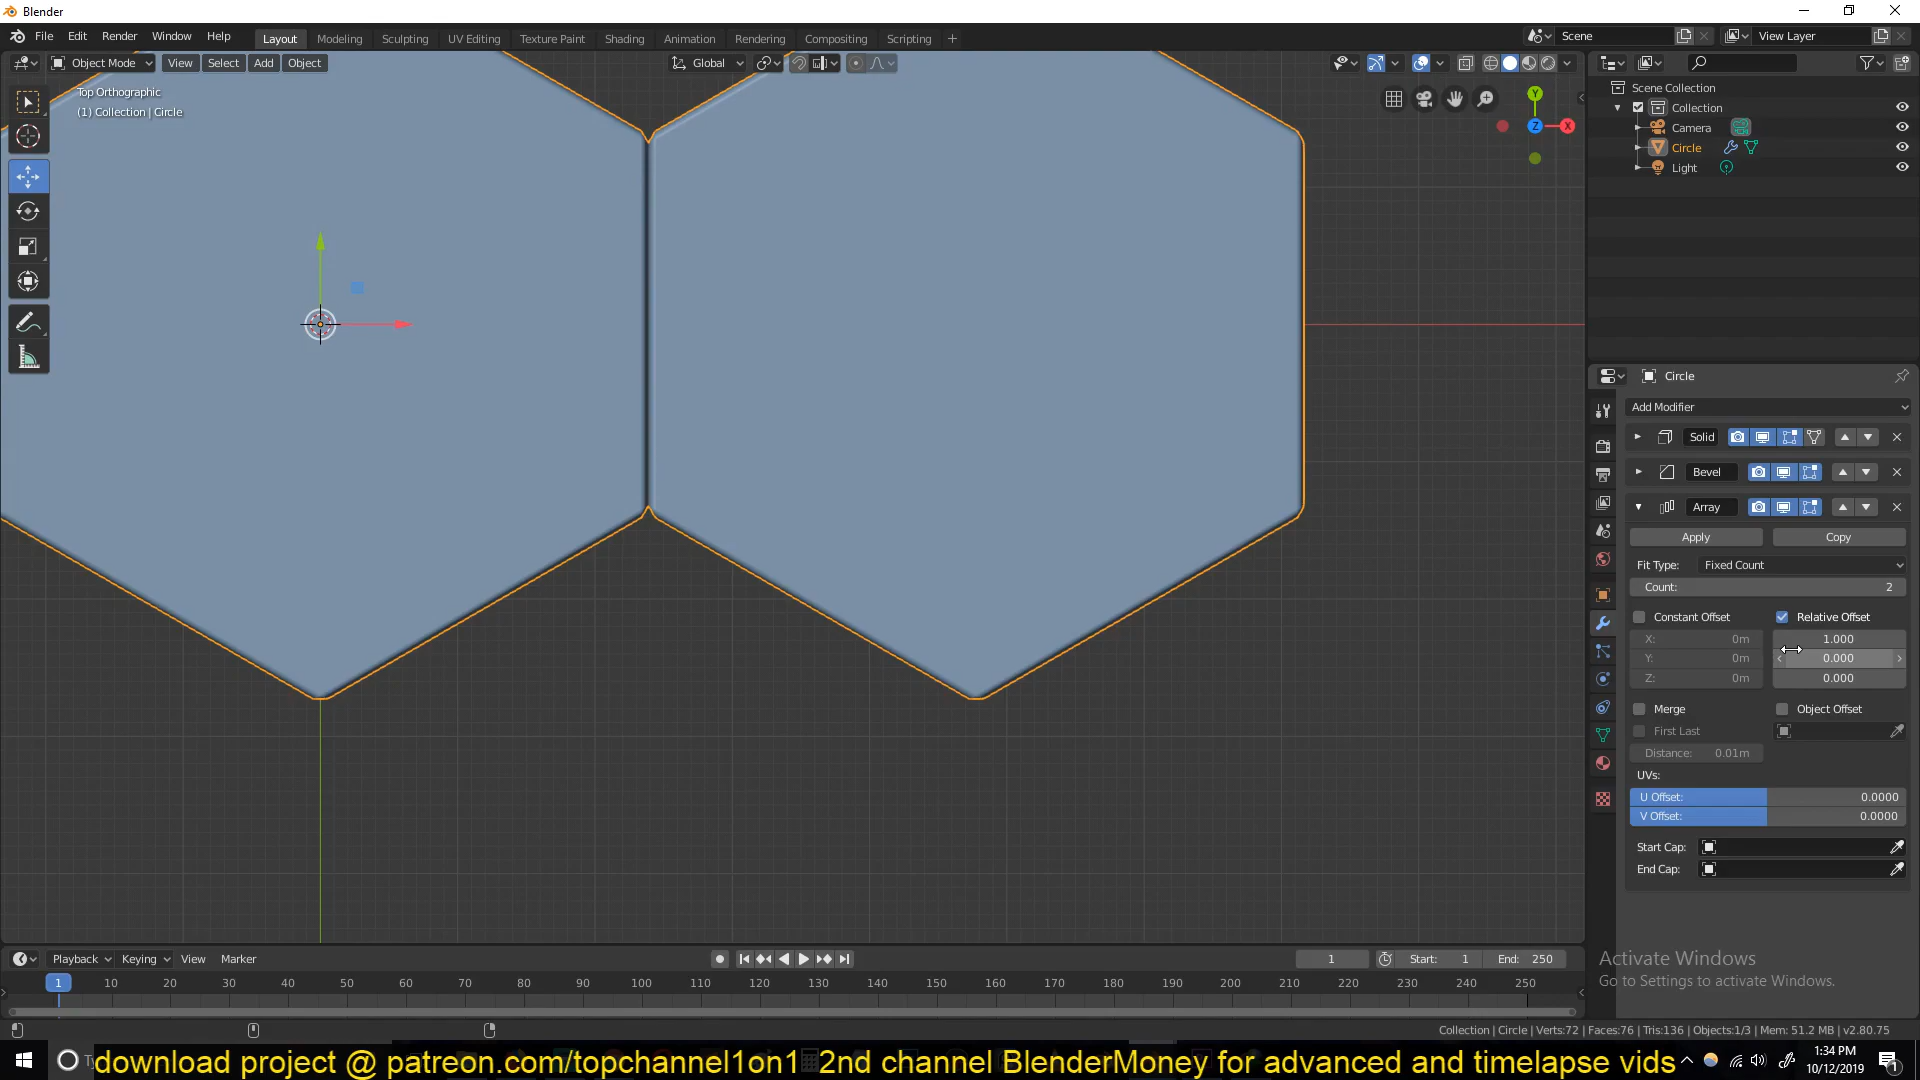 Blender
File Edit Render Window Help
Layout Modeling Sculpting UV Editing Texture Paint Shading Animation Rendering Compositing Scripting +
Scene
View Layer
Object Mode View Select Add Object
Global
Top Orthographic
(1) Collection | Circle
Y
Z X
Scene Collection
Collection
Camera
Circle
Light
Circle
Add Modifier
Solid
Bevel
Array
Apply Copy
Fit Type: Fixed Count
Count: 2
Constant Offset Relative Offset
X: 0m 1.000
Y: 0m 0.000
Z: 0m 0.000
Merge Object Offset
First Last
Distance: 0.01m
UVs:
U Offset: 0.0000
V Offset: 0.0000
Start Cap:
End Cap:
Activate Windows
Go to Settings to activate Windows.
Playback Keying View Marker
1 Start: 1 End: 250
1 10 20 30 40 50 60 70 80 90 100 110 120 130 140 150 160 170 180 190 200 210 220 230 240 250
Collection | Circle | Verts:72 | Faces:76 | Tris:136 | Objects:1/3 | Mem: 51.2 MB | v2.80.75
download project @ patreon.com/topchannel1on1 2nd channel BlenderMoney for advanced and timelapse vids
1:34 PM
10/12/2019
1